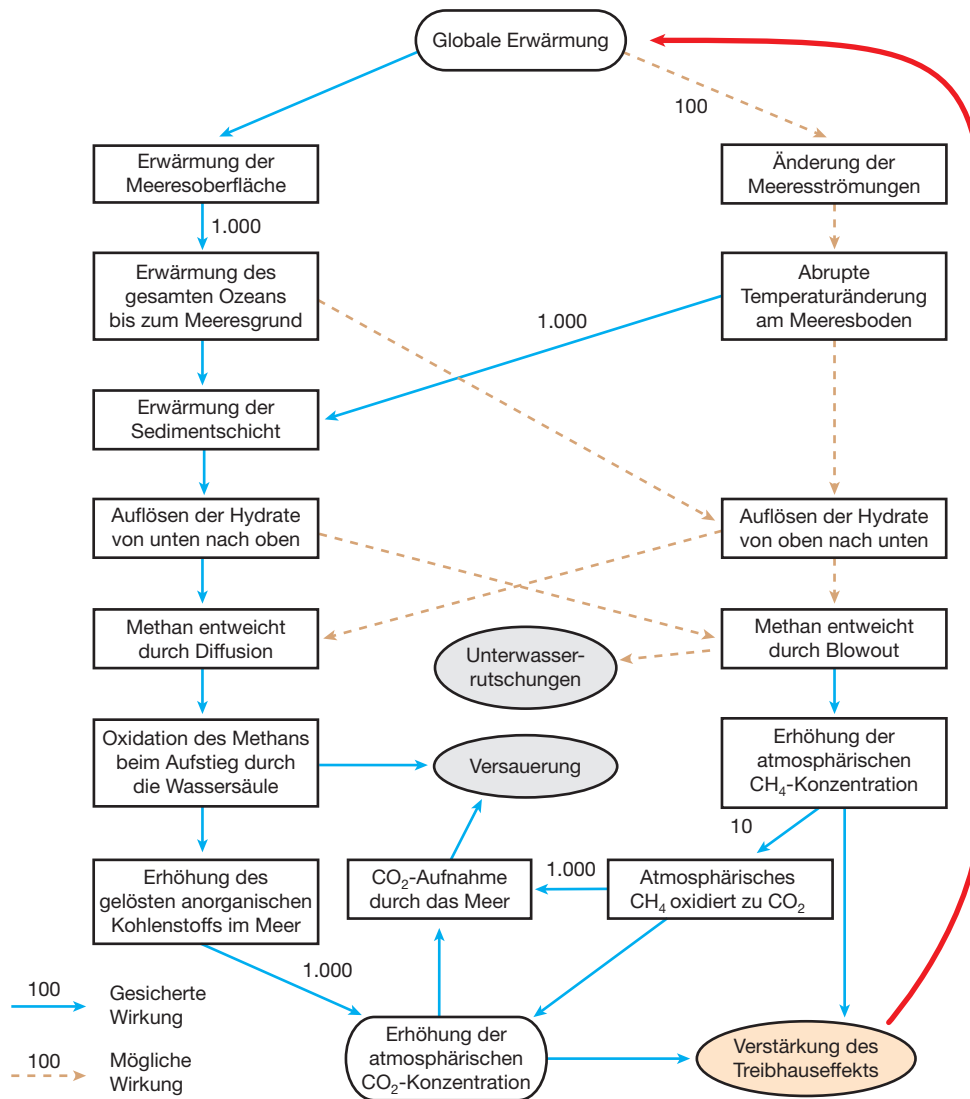 Globale Erwärmung
100
Erwärmung der
Meeresoberfläche
Änderung der
Meeresströmungen
1.000
Erwärmung des
gesamten Ozeans
bis zum Meeresgrund
Abrupte
Temperaturänderung
am Meeresboden
1.000
Erwärmung der
Sedimentschicht
Auflösen der Hydrate
von unten nach oben
Auflösen der Hydrate
von oben nach unten
Methan entweicht
durch Diffusion
Unterwasser-
rutschungen
Methan entweicht
durch Blowout
Oxidation des Methans
beim Aufstieg durch
die Wassersäule
Versauerung
Erhöhung der
atmosphärischen
CH₄-Konzentration
10
Erhöhung des
gelösten anorganischen
Kohlenstoffs im Meer
CO₂-Aufnahme
durch das Meer
1.000
Atmosphärisches
CH₄ oxidiert zu CO₂
1.000
100
Gesicherte
Wirkung
100
Mögliche
Wirkung
Erhöhung der
atmosphärischen
CO₂-Konzentration
Verstärkung des
Treibhauseffekts